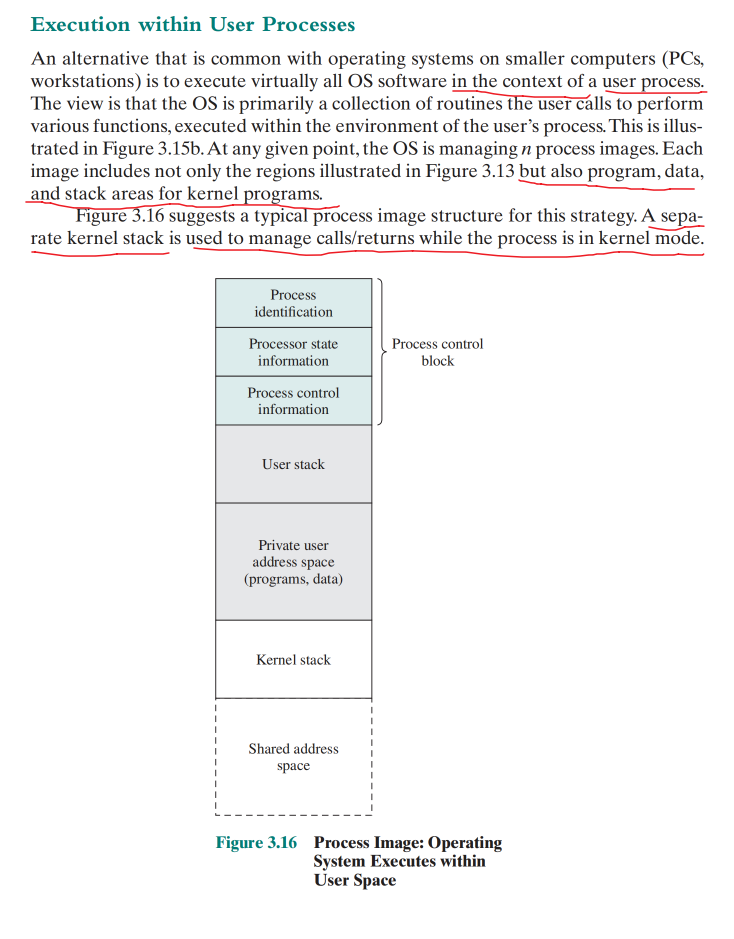 Execution within User Processes
An alternative that is common with operating systems on smaller computers (PCs,
workstations) is to execute virtually all OS software in the context of a user process.
The view is that the OS is primarily a collection of routines the user calls to perform
various functions, executed within the environment of the user's process. This is illus-
trated in Figure 3.15b. At any given point, the OS is managing n process images. Each
image includes not only the regions illustrated in Figure 3.13 but also program, data,
and stack areas for kernel programs.
Figure 3.16 suggests a typical process image structure for this strategy. A sepa-
rate kernel stack is used to manage calls/returns while the process is in kernel mode.
Process
identification
Processor state
information
Process control
information
Process control
block
User stack
Private user
address space
(programs, data)
Kernel stack
Shared address
space
Figure 3.16 Process Image: Operating
System Executes within
User Space